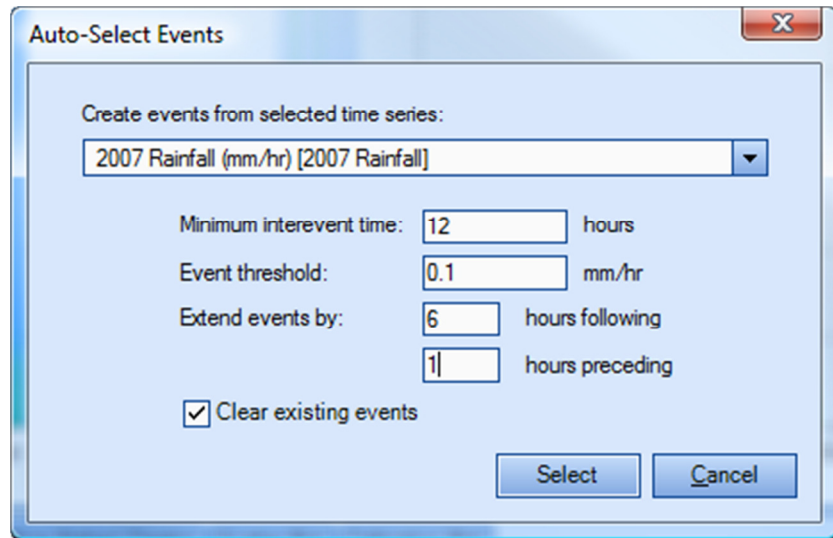 Auto-Select Events
Create events from selected time series:
2007 Rainfall (mm/hr) [2007 Rainfall]
Minimum interevent time: 12 hours
Event threshold: 0.1 mm/hr
Extend events by: 6 hours following
1 hours preceding
Clear existing events
Select Cancel